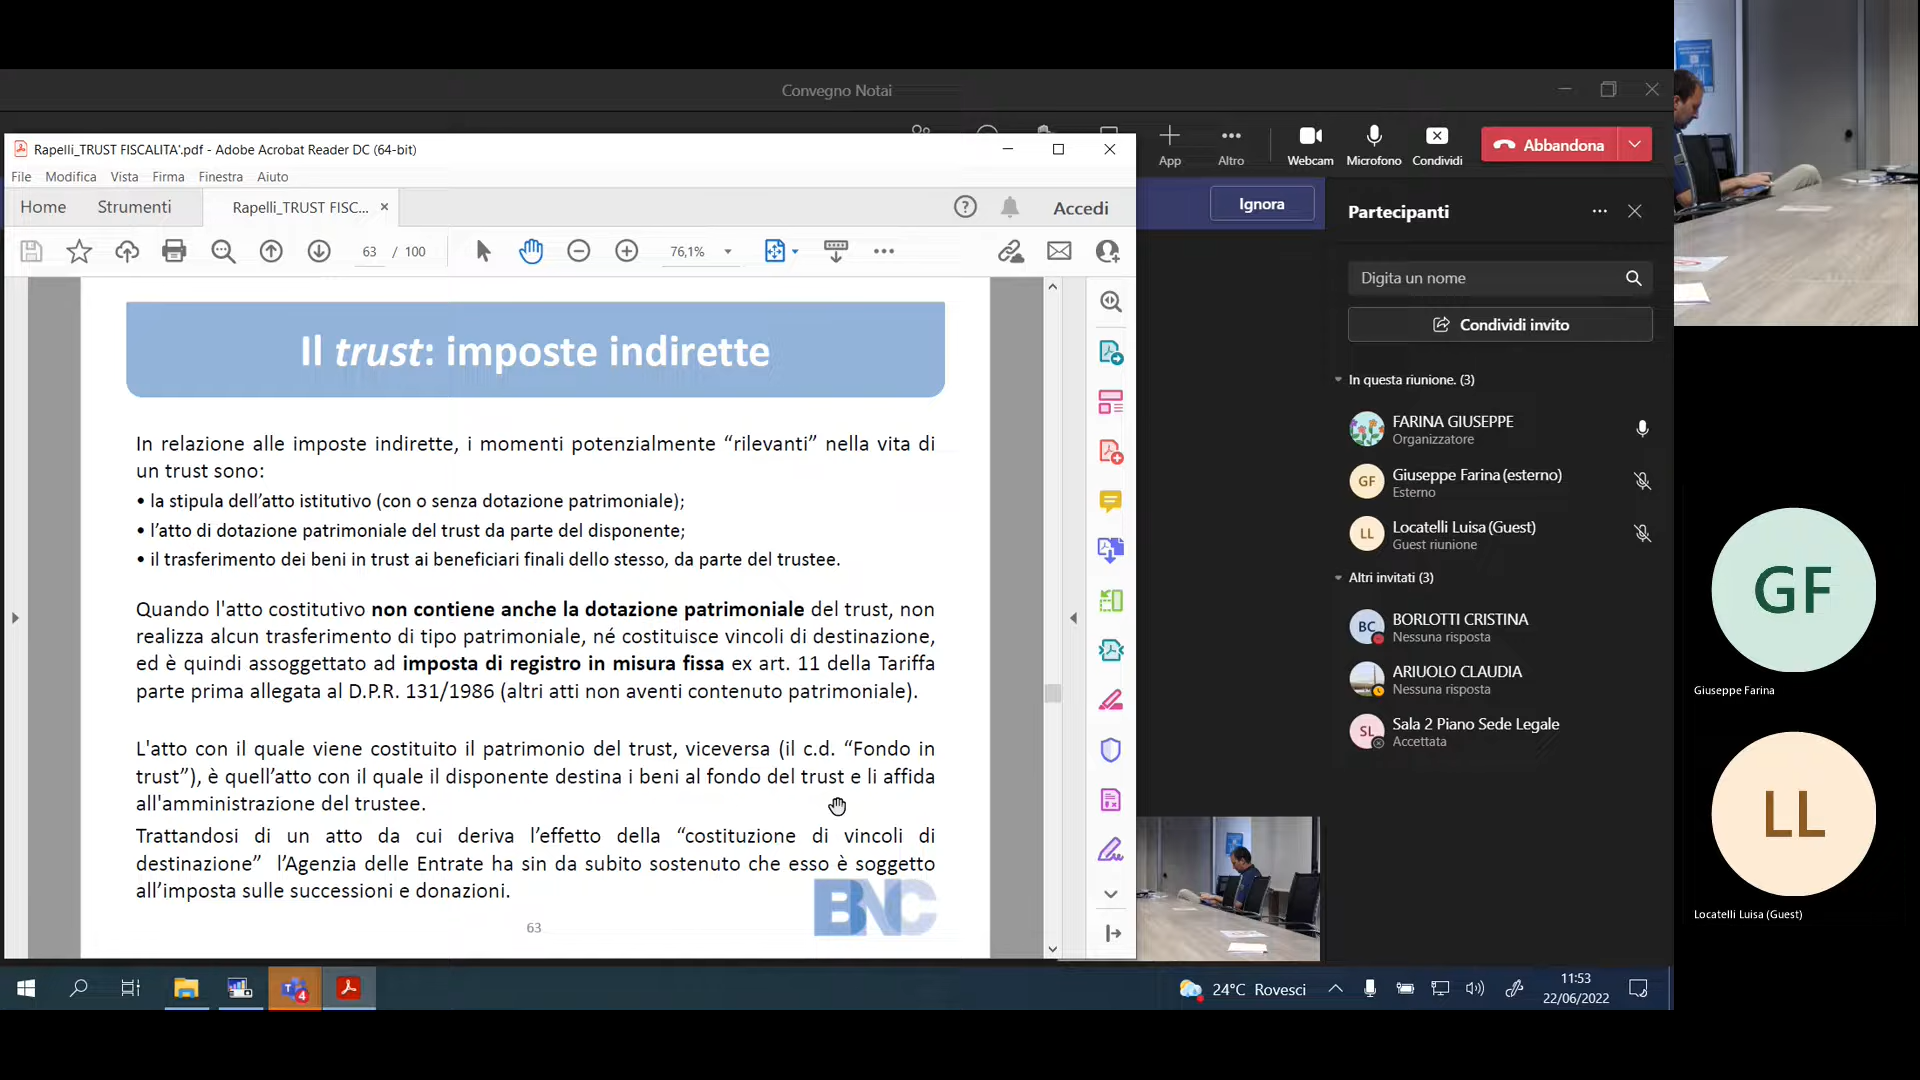 Convegno Notai
App
Altro
Webcam
Microfono
Condividi
Abbandona
Rapelli_TRUST FISCALITA'.pdf - Adobe Acrobat Reader DC (64-bit)
File Modifica Vista Firma Finestra Aiuto
Home Strumenti Rapelli_TRUST FISC... Accedi
63 / 100 76,1%
Ignora
Il trust: imposte indirette
In relazione alle imposte indirette, i momenti potenzialmente “rilevanti” nella vita di
un trust sono:
• la stipula dell’atto istitutivo (con o senza dotazione patrimoniale);
• l’atto di dotazione patrimoniale del trust da parte del disponente;
• il trasferimento dei beni in trust ai beneficiari finali dello stesso, da parte del trustee.
Quando l'atto costitutivo non contiene anche la dotazione patrimoniale del trust, non
realizza alcun trasferimento di tipo patrimoniale, né costituisce vincoli di destinazione,
ed è quindi assoggettato ad imposta di registro in misura fissa ex art. 11 della Tariffa
parte prima allegata al D.P.R. 131/1986 (altri atti non aventi contenuto patrimoniale).
L'atto con il quale viene costituito il patrimonio del trust, viceversa (il c.d. “Fondo in
trust”), è quell’atto con il quale il disponente destina i beni al fondo del trust e li affida
all'amministrazione del trustee.
Trattandosi di un atto da cui deriva l’effetto della “costituzione di vincoli di
destinazione” l’Agenzia delle Entrate ha sin da subito sostenuto che esso è soggetto
all’imposta sulle successioni e donazioni.
63
BNC
Partecipanti
Digita un nome
Condividi invito
In questa riunione. (3)
FARINA GIUSEPPE
Organizzatore
GF
Giuseppe Farina (esterno)
Esterno
LL
Locatelli Luisa (Guest)
Guest riunione
Altri invitati (3)
BC
BORLOTTI CRISTINA
Nessuna risposta
ARIUOLO CLAUDIA
Nessuna risposta
SL
Sala 2 Piano Sede Legale
Accettata
GF
Giuseppe Farina
LL
Locatelli Luisa (Guest)
4
24°C Rovesci
11:53
22/06/2022